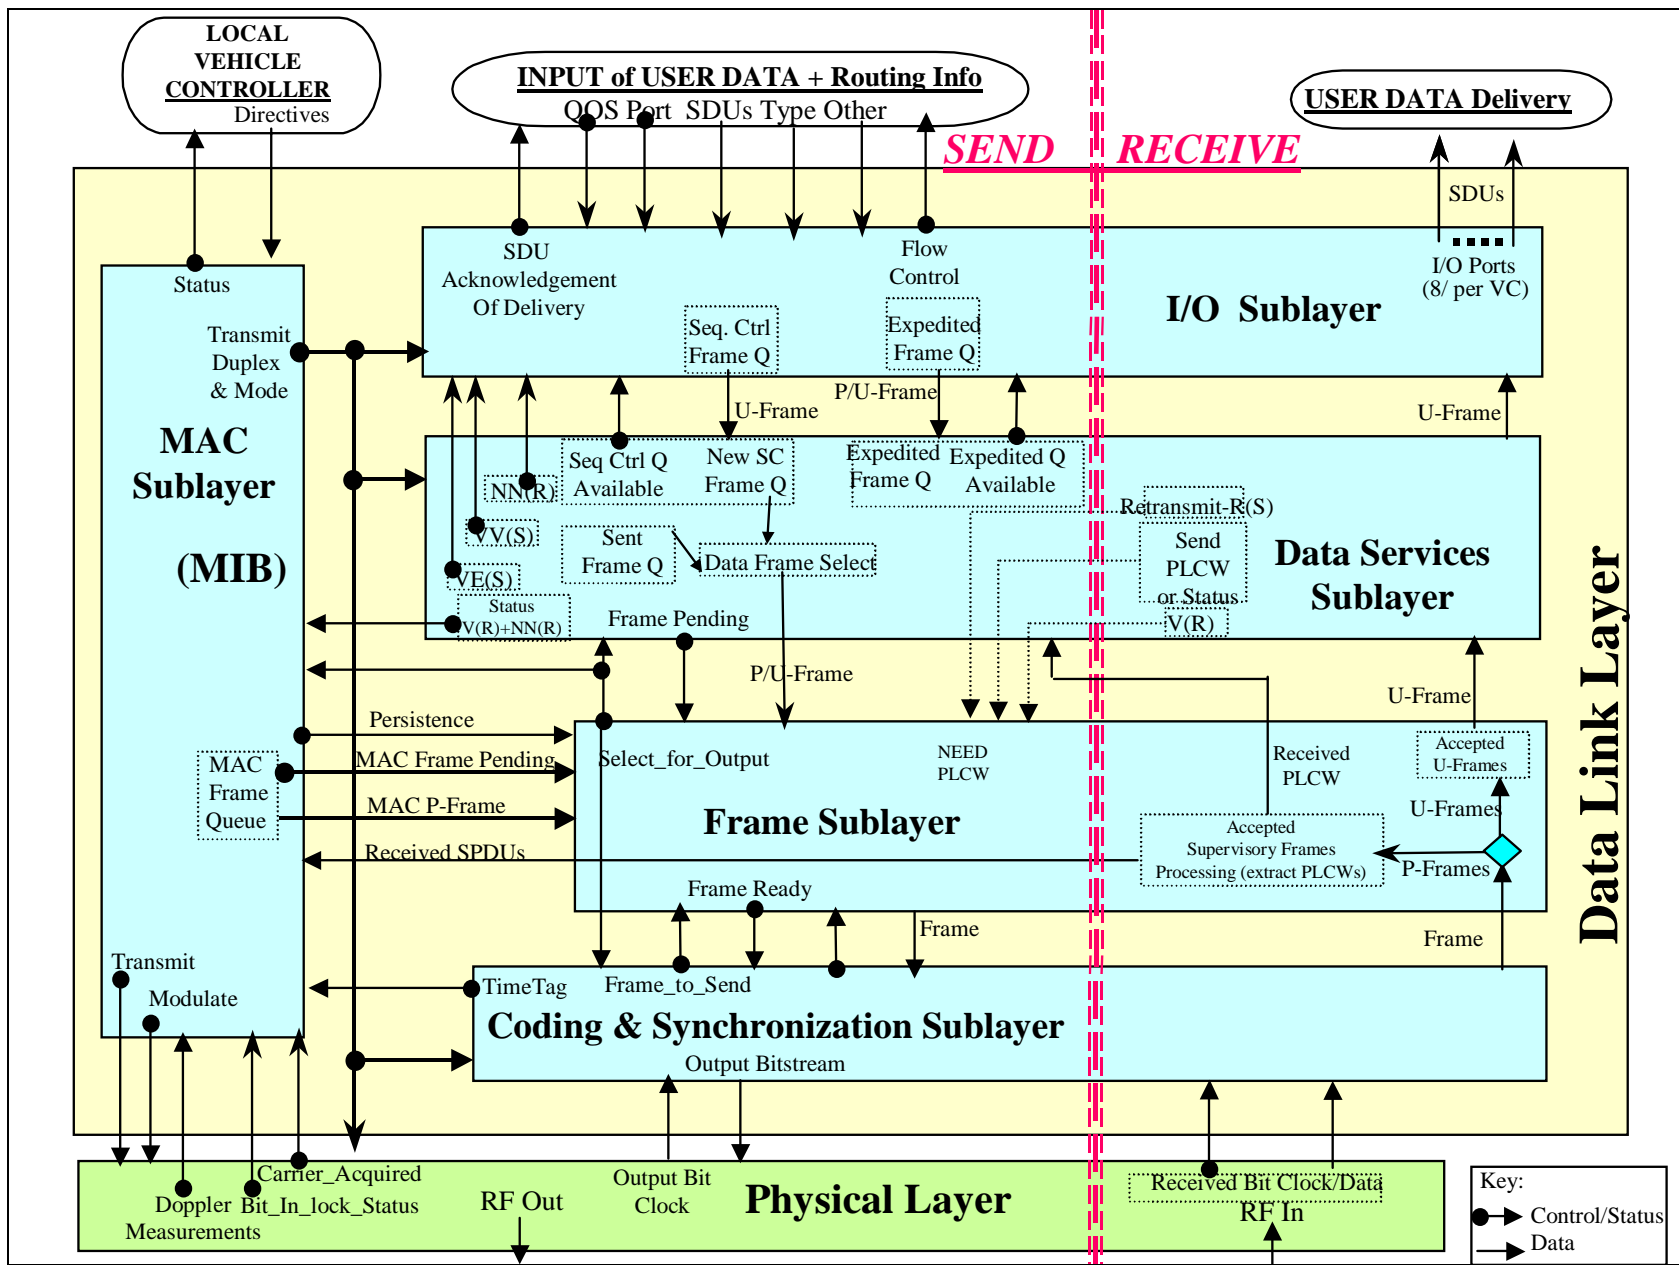 LOCAL
VEHICLE
CONTROLLER
Directives
INPUT of USER DATA + Routing Info
QOS Port SDUs Type Other
USER DATA Delivery
SEND
RECEIVE
SDUs
Status
SDU
Acknowledgement
Of Delivery
Flow
Control
I/O Ports
(8/ per VC)
I/O Sublayer
Seq. Ctrl
Frame Q
Expedited
Frame Q
Transmit
Duplex
& Mode
U-Frame
P/U-Frame
U-Frame
MAC
Sublayer
(MIB)
Seq Ctrl Q
Available
New SC
Frame Q
Expedited
Frame Q
Expedited Q
Available
NN(R)
VV(S)
VE(S)
Status
V(R)+NN(R)
Sent
Frame Q
Data Frame Select
Retransmit-R(S)
Send
PLCW
or Status
V(R)
Data Services
Sublayer
Frame Pending
P/U-Frame
U-Frame
Data Link Layer
Persistence
MAC Frame Pending
MAC P-Frame
MAC
Frame
Queue
Received SPDUs
Select_for_Output
NEED
PLCW
Received
PLCW
Accepted
U-Frames
U-Frames
P-Frames
Frame Sublayer
Accepted
Supervisory Frames
Processing (extract PLCWs)
Frame Ready
Frame
Frame
Transmit
Modulate
TimeTag
Frame_to_Send
Coding & Synchronization Sublayer
Output Bitstream
Carrier_Acquired
Doppler
Measurements
Bit_In_lock_Status
RF Out
Output Bit
Clock
Physical Layer
Received Bit Clock/Data
RF In
Key:
Control/Status
Data